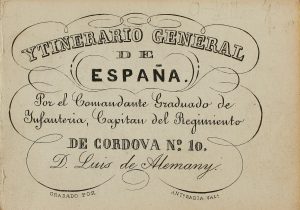 YTINERARIO GENERAL
DE
ESPAÑA.
Por el Comandante Graduado de
Infanteria, Capitan del Regimiento
DE CORDOVA Nº. 10.
D. Luis de Alemany.
GRABADO POR